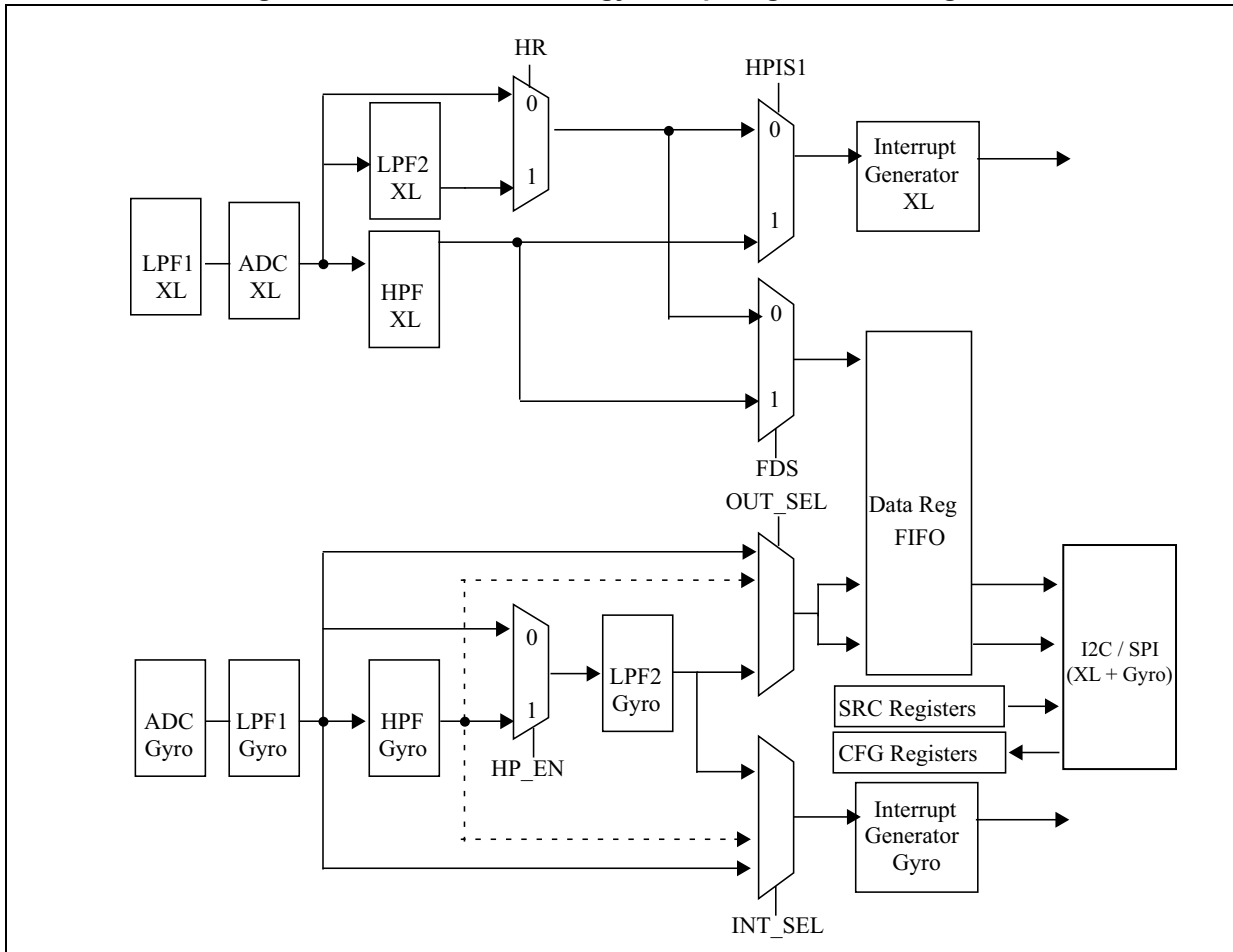 HR
HPIS1
0
0
Interrupt
Generator
XL
LPF2
XL
1
1
LPF1
XL
ADC
XL
HPF
XL
0
1
FDS
OUT_SEL
Data Reg
FIFO
0
LPF2
Gyro
I2C / SPI
(XL + Gyro)
ADC
Gyro
LPF1
Gyro
HPF
Gyro
1
SRC Registers
CFG Registers
HP_EN
Interrupt
Generator
Gyro
INT_SEL